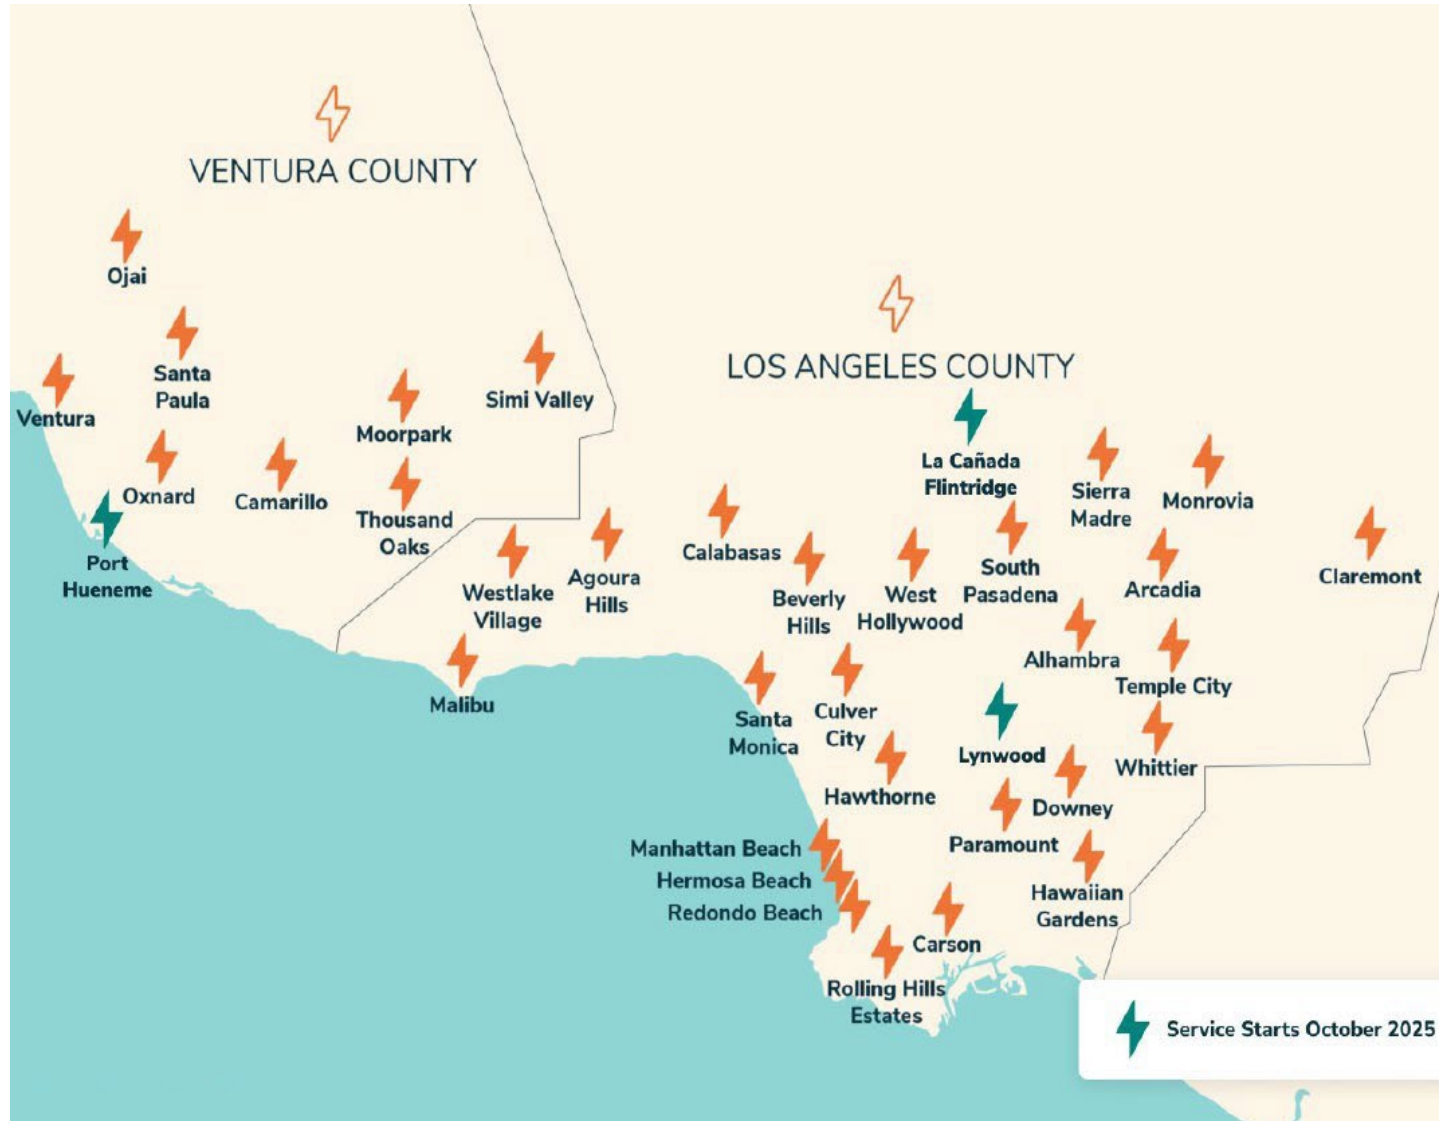 VENTURA COUNTY
Ojai
Santa
Paula
Ventura
Simi Valley
Moorpark
Oxnard
Camarillo
Thousand
Oaks
Port
Hueneme
LOS ANGELES COUNTY
La Cañada
Flintridge
Sierra
Madre
Monrovia
Calabasas
Agoura
Hills
Westlake
Village
Beverly
Hills
West
Hollywood
South
Pasadena
Arcadia
Claremont
Alhambra
Temple City
Malibu
Santa
Monica
Culver
City
Lynwood
Whittier
Hawthorne
Downey
Paramount
Manhattan Beach
Hermosa Beach
Redondo Beach
Hawaiian
Gardens
Carson
Rolling Hills
Estates
Service Starts October 2025